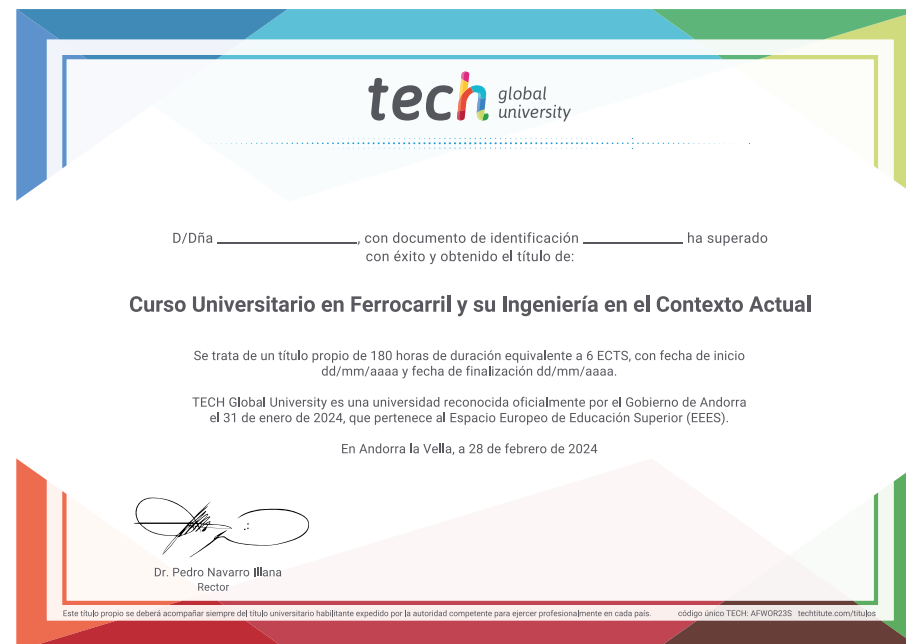 tech global university
D/Dña ____________________, con documento de identificación ______________ ha superado
con éxito y obtenido el título de:
Curso Universitario en Ferrocarril y su Ingeniería en el Contexto Actual
Se trata de un título propio de 180 horas de duración equivalente a 6 ECTS, con fecha de inicio
dd/mm/aaaa y fecha de finalización dd/mm/aaaa.
TECH Global University es una universidad reconocida oficialmente por el Gobierno de Andorra
el 31 de enero de 2024, que pertenece al Espacio Europeo de Educación Superior (EEES).
En Andorra la Vella, a 28 de febrero de 2024
Dr. Pedro Navarro Illana
Rector
Este título propio se deberá acompañar siempre del título universitario habilitante expedido por la autoridad competente para ejercer profesionalmente en cada país. código único TECH: AFWOR23S techtitute.com/titulos